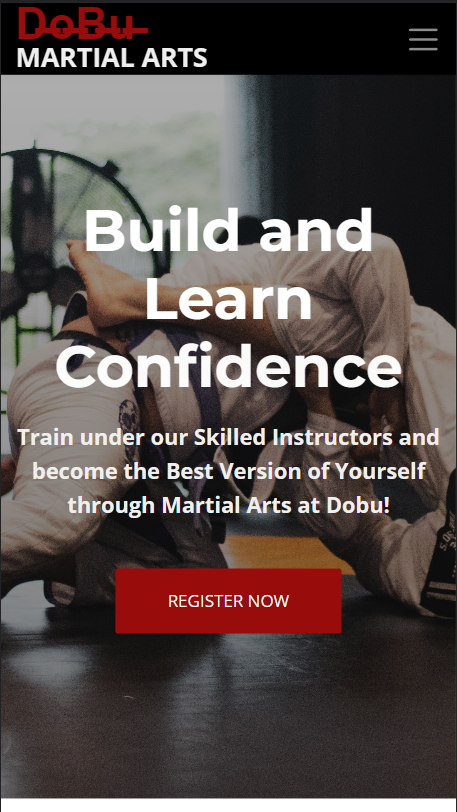 DoBu
MARTIAL ARTS
Build and
Learn
Confidence
Train under our Skilled Instructors and
become the Best Version of Yourself
through Martial Arts at Dobu!
REGISTER NOW